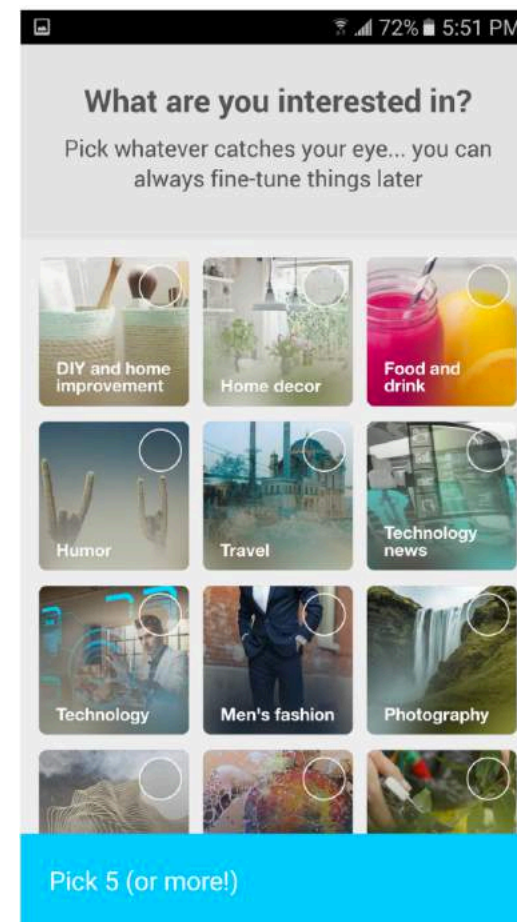 72% 5:51 PM
What are you interested in?
Pick whatever catches your eye... you can
always fine-tune things later
DIY and home
improvement
Home decor
Food and
drink
Humor
Travel
Technology
news
Technology
Men's fashion
Photography
Pick 5 (or more!)